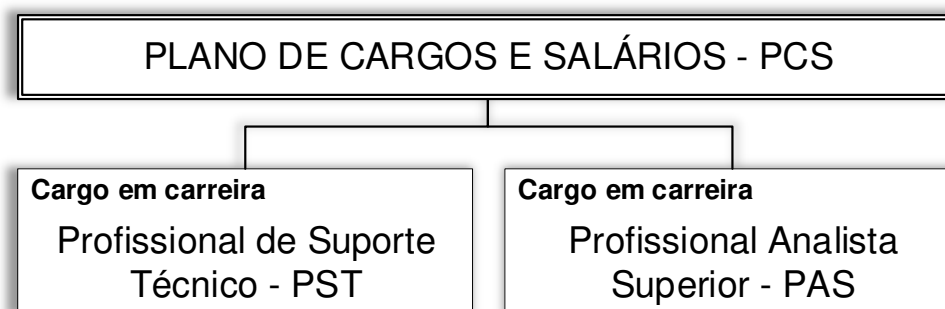 PLANO DE CARGOS E SALÁRIOS - PCS
Cargo em carreira
Profissional de Suporte
Técnico - PST
Cargo em carreira
Profissional Analista
Superior - PAS